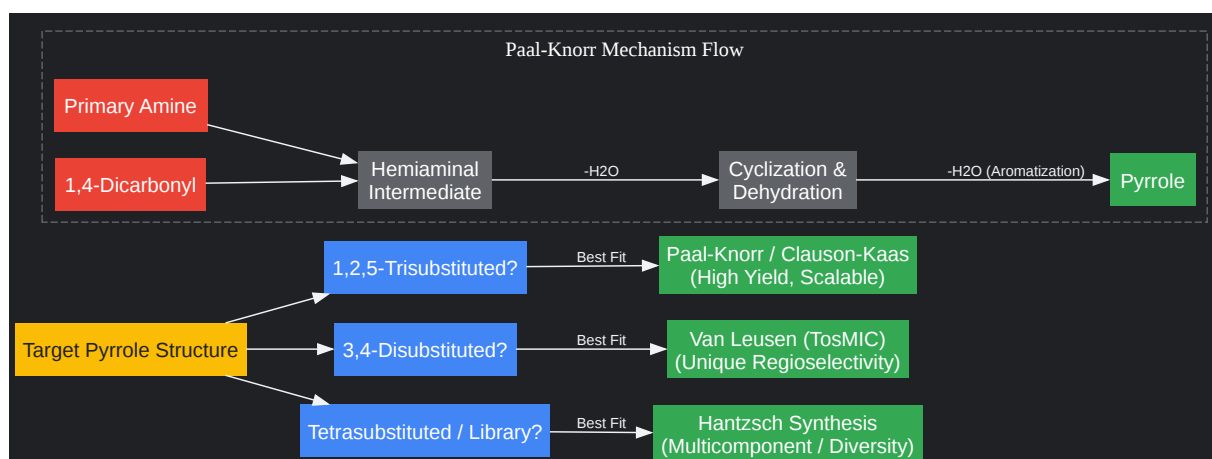 Paal-Knorr Mechanism Flow
Primary Amine
1,4-Dicarbonyl
Hemiaminal
Intermediate
-H2O
Cyclization &
Dehydration
-H2O (Aromatization)
Pyrrole
Target Pyrrole Structure
1,2,5-Trisubstituted?
Best Fit
Paal-Knorr / Clauson-Kaas
(High Yield, Scalable)
3,4-Disubstituted?
Best Fit
Van Leusen (TosMIC)
(Unique Regioselectivity)
Tetrasubstituted / Library?
Best Fit
Hantzsch Synthesis
(Multicomponent / Diversity)